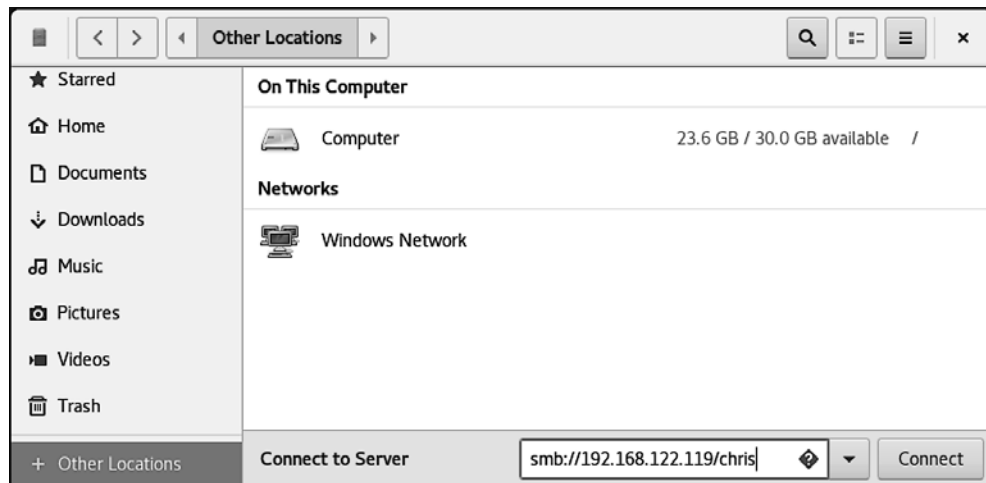 Other Locations
Starred
Home
Documents
Downloads
Music
Pictures
Videos
Trash
+ Other Locations
On This Computer
Computer 23.6 GB / 30.0 GB available /
Networks
Windows Network
Connect to Server smb://192.168.122.119/chris Connect